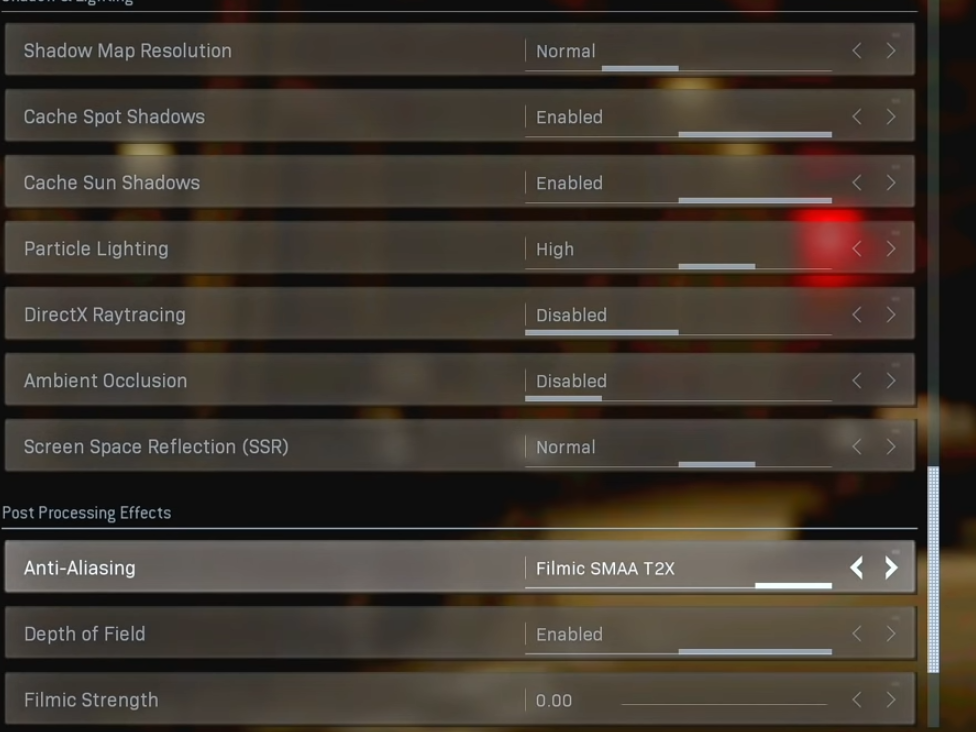 Shadow & Lighting
Shadow Map Resolution Normal
Cache Spot Shadows Enabled
Cache Sun Shadows Enabled
Particle Lighting High
DirectX Raytracing Disabled
Ambient Occlusion Disabled
Screen Space Reflection (SSR) Normal
Post Processing Effects
Anti-Aliasing Filmic SMAA T2X
Depth of Field Enabled
Filmic Strength 0.00